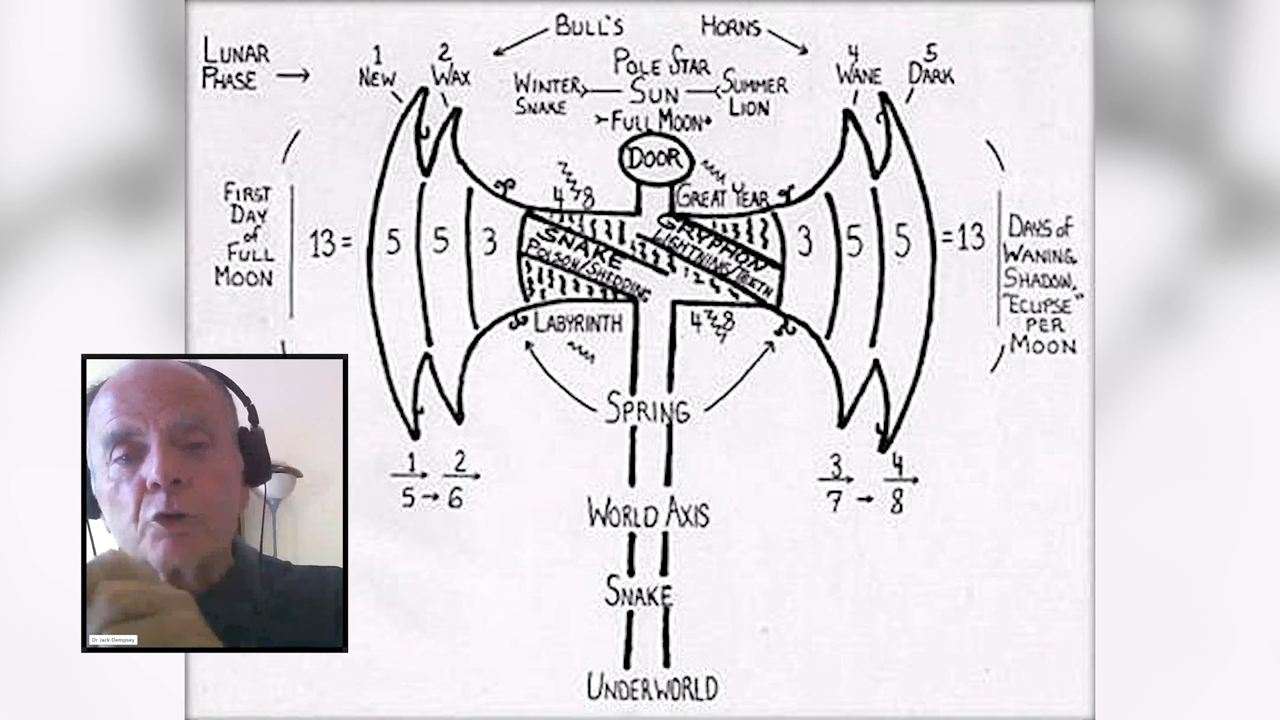 BULL'S HORNS
LUNAR PHASE →
1 NEW
2 WAX
4 WANE
5 DARK
POLE STAR
WINTER SNAKE
SUN
SUMMER LION
FULL MOON
DOOR
4 8
GREAT YEAR
FIRST DAY of FULL MOON
13 = 5 5 3
SNAKE
POISON/SHEDDING
GRYPHON
LIGHTNING/TEETH
3 5 5 = 13
DAYS of WANING SHADOW, "ECLIPSE" PER MOON
LABYRINTH
4 8
SPRING
1 2
5 → 6
3 4
7 → 8
WORLD AXIS
SNAKE
UNDERWORLD
Dr Jack Dempsey